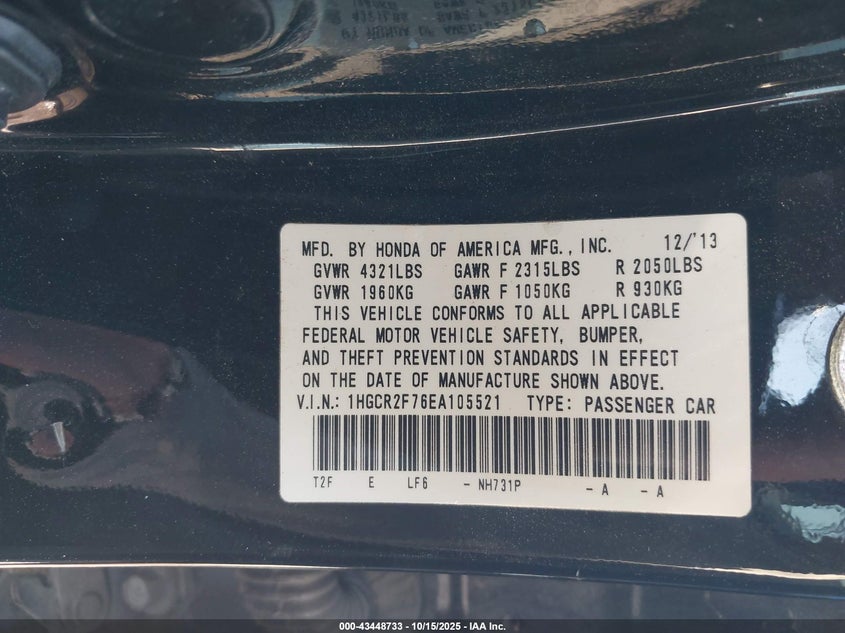 MFD. BY HONDA OF AMERICA MFG., INC. 12/'13
GVWR 4321LBS GAWR F 2315LBS R 2050LBS
GVWR 1960KG GAWR F 1050KG R 930KG
THIS VEHICLE CONFORMS TO ALL APPLICABLE
FEDERAL MOTOR VEHICLE SAFETY, BUMPER,
AND THEFT PREVENTION STANDARDS IN EFFECT
ON THE DATE OF MANUFACTURE SHOWN ABOVE.
V.I.N.: 1HGCR2F76EA105521 TYPE: PASSENGER CAR
T2F E LF6 - NH731P - A - A
000-43448733 - 10/15/2025 - IAA Inc.